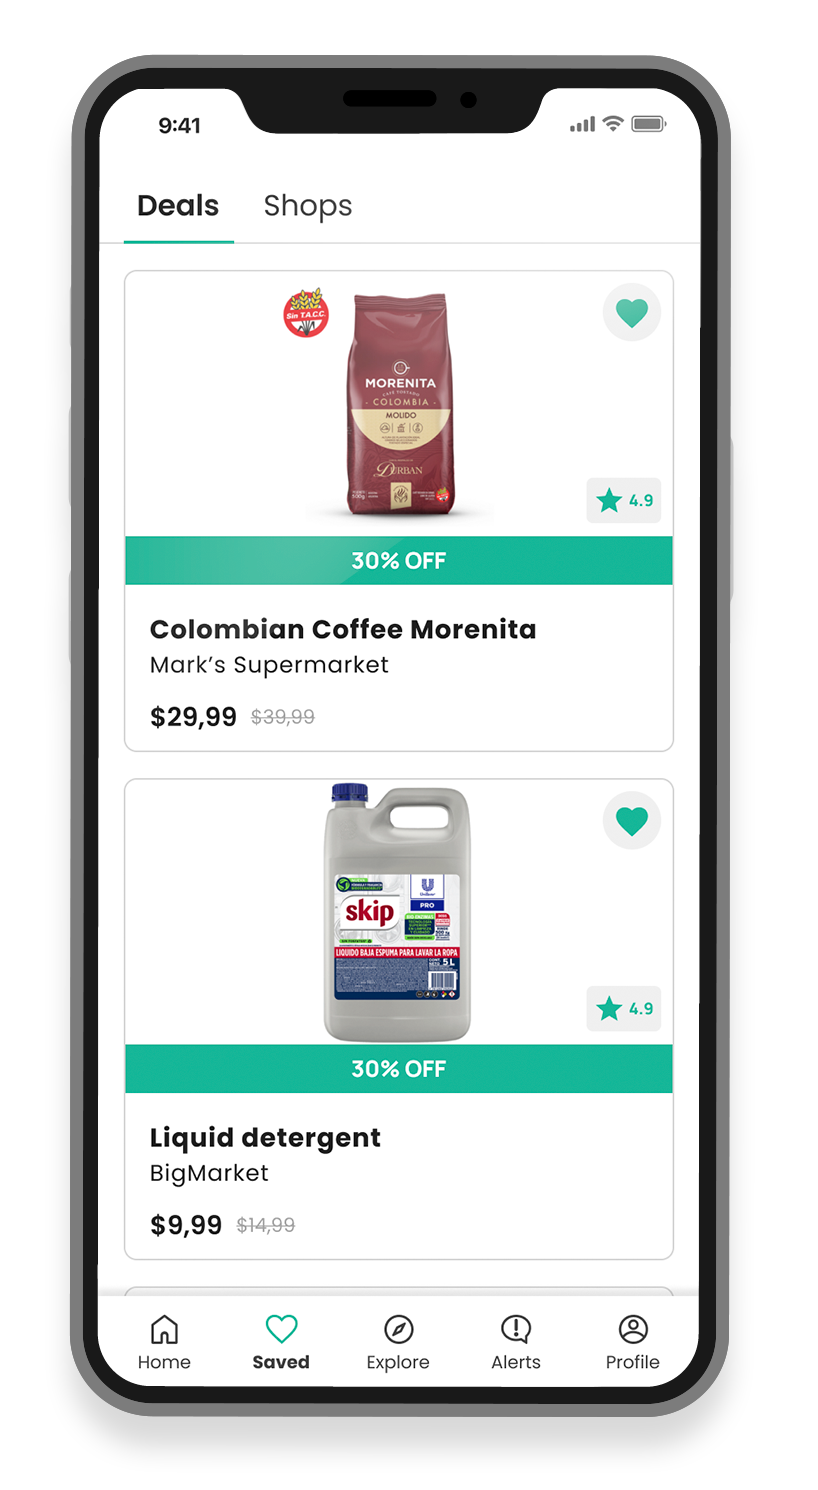 9:41
Deals
Shops
Sin T.A.C.C.
MORENITA
CAFÉ TOSTADO
- COLOMBIA -
MOLIDO
DURBAN
500g
4.9
30% OFF
Colombian Coffee Morenita
Mark’s Supermarket
$29,99 $39,99
Unilever
PRO
skip
LIQUIDO BAJA ESPUMA PARA LAVAR LA ROPA
5 L
4.9
30% OFF
Liquid detergent
BigMarket
$9,99 $14,99
Home
Saved
Explore
Alerts
Profile